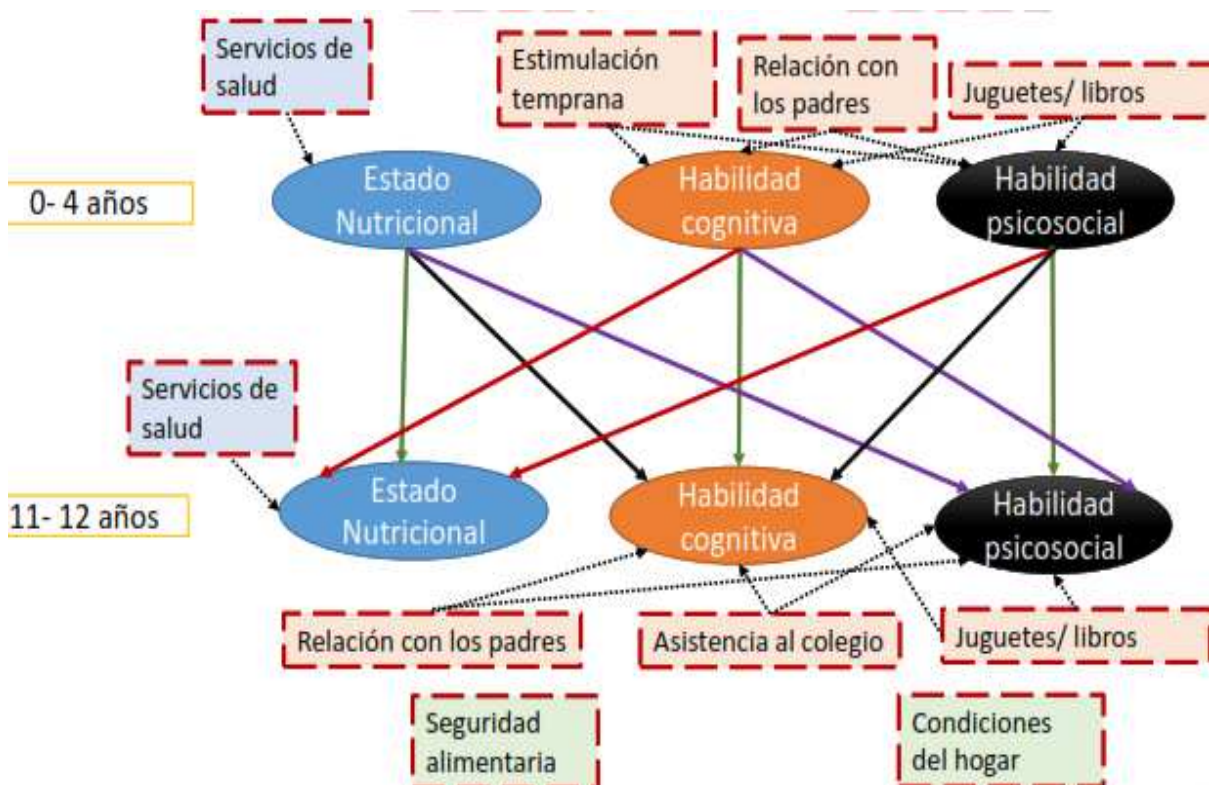 Servicios de
salud
Estimulación
temprana
Relación con
los padres
Juguetes/ libros
0- 4 años
Estado
Nutricional
Habilidad
cognitiva
Habilidad
psicosocial
Servicios de
salud
11- 12 años
Estado
Nutricional
Habilidad
cognitiva
Habilidad
psicosocial
Relación con los padres
Asistencia al colegio
Juguetes/ libros
Seguridad
alimentaria
Condiciones
del hogar